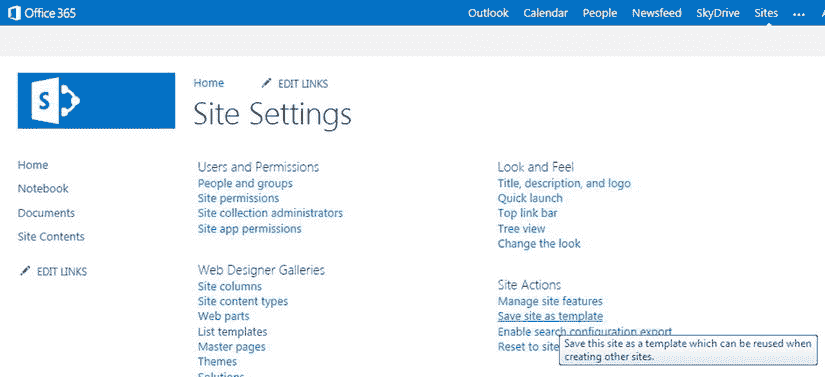 Office 365
Outlook Calendar People Newsfeed SkyDrive Sites ...
S
Home EDIT LINKS
Site Settings
Home
Notebook
Documents
Site Contents
EDIT LINKS
Users and Permissions
People and groups
Site permissions
Site collection administrators
Site app permissions
Web Designer Galleries
Site columns
Site content types
Web parts
List templates
Master pages
Themes
Solutions
Look and Feel
Title, description, and logo
Quick launch
Top link bar
Tree view
Change the look
Site Actions
Manage site features
Save site as template
Enable search configuration export
Reset to site
Save this site as a template which can be reused when
creating other sites.